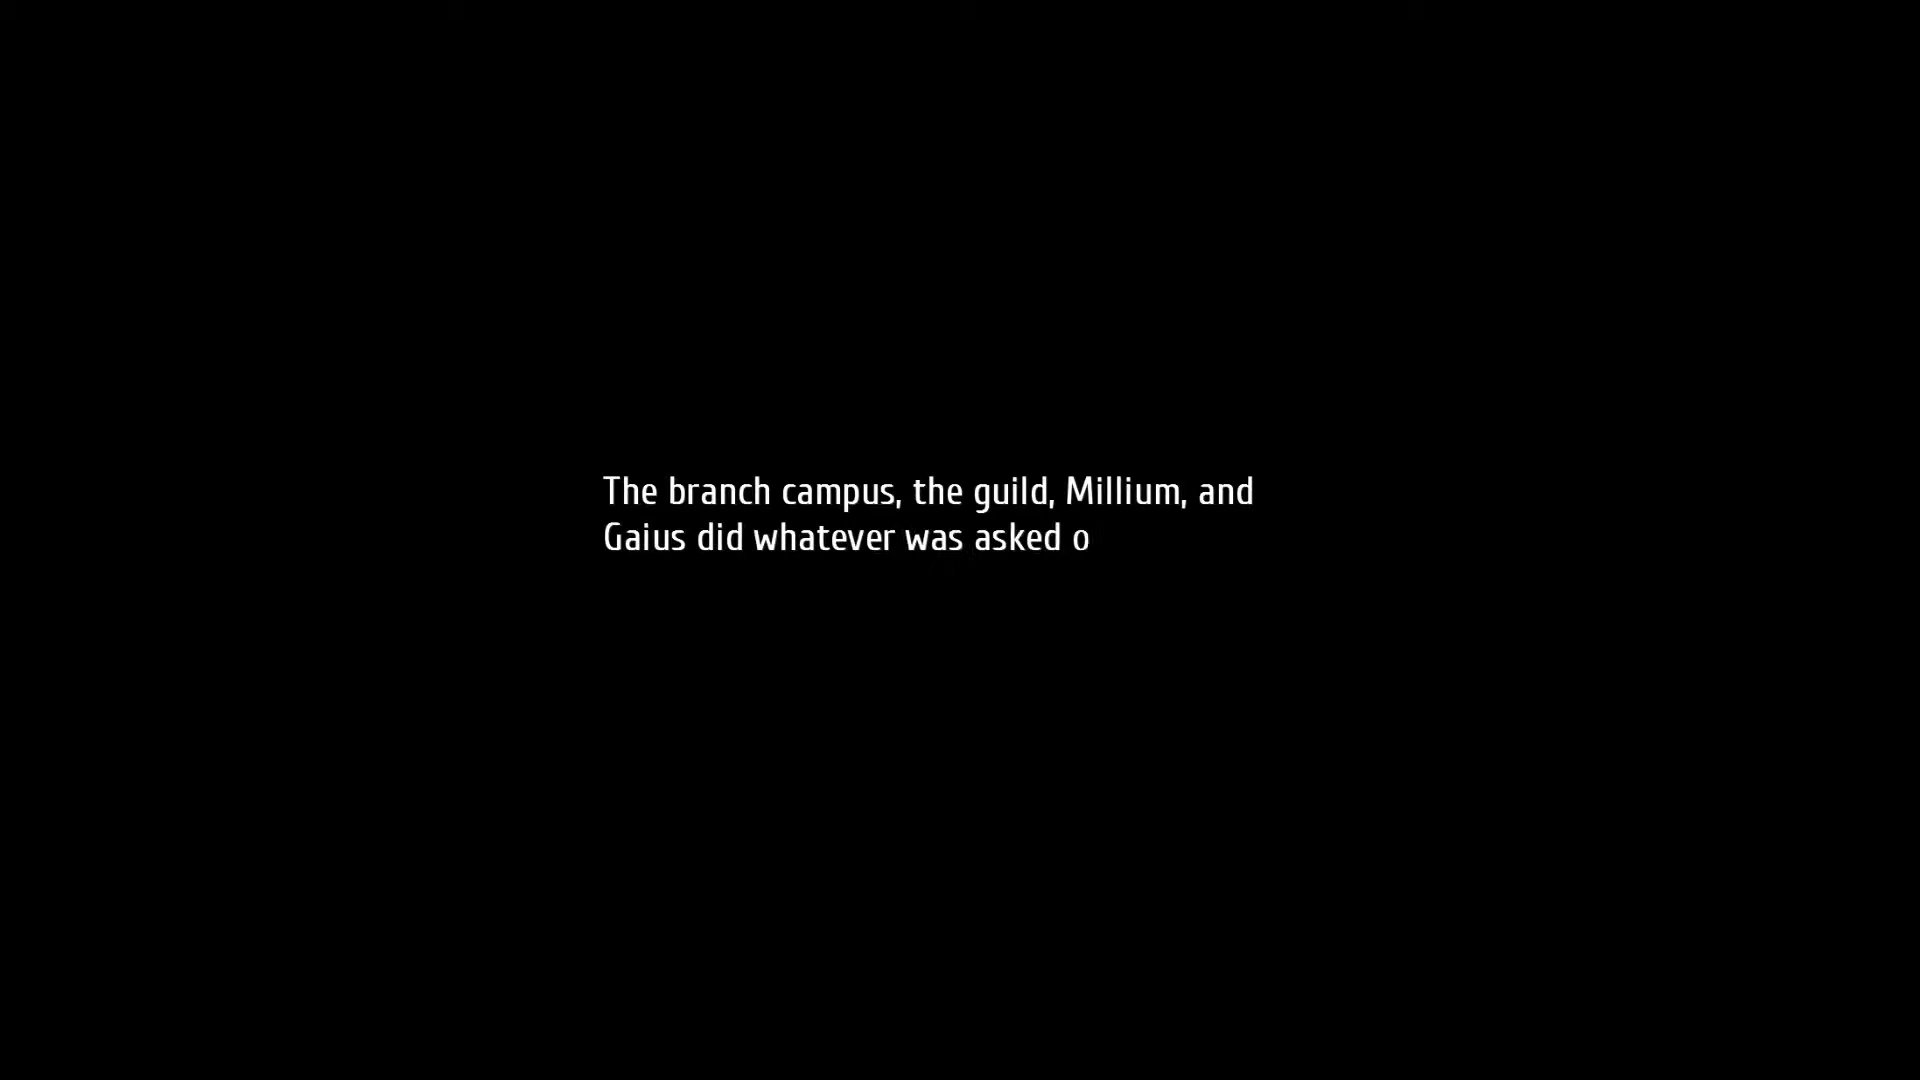 The branch campus, the guild, Millium, and
Gaius did whatever was asked o